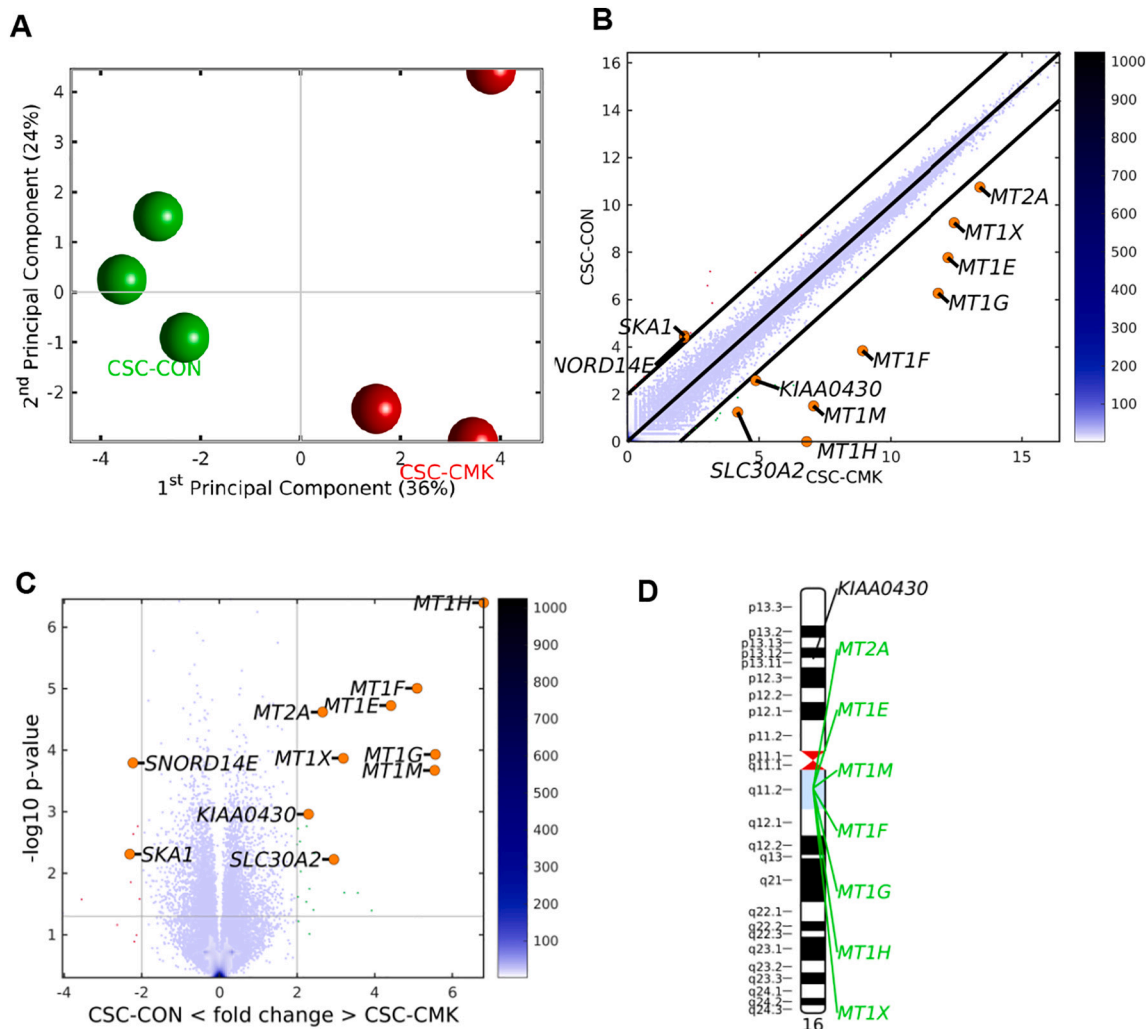 A
2nd Principal Component (24%)
4
3
2
1
0
-1
-2
CSC-CON
CSC-CMK
-4
-2
0
2
4
1st Principal Component (36%)
B
CSC-CON
16
14
12
10
8
6
4
2
0
MT2A
MT1X
MT1E
MT1G
SKA1
NORD14E
MT1F
KIAA0430
MT1M
MT1H
SLC30A2
0
5
10
15
CSC-CMK
1000
900
800
700
600
500
400
300
200
100
C
-log10 p-value
6
5
4
3
2
1
MT1H
MT1F
MT1E
MT2A
MT1X
MT1G
MT1M
SNORD14E
KIAA0430
SKA1
SLC30A2
-4
-2
0
2
4
6
CSC-CON < fold change > CSC-CMK
1000
900
800
700
600
500
400
300
200
100
D
p13.3
p13.2
p13.13
p13.12
p13.11
p12.3
p12.2
p12.1
p11.2
p11.1
q11.1
q11.2
q12.1
q12.2
q13
q21
q22.1
q22.2
q22.3
q23.1
q23.2
q23.3
q24.1
q24.2
q24.3
KIAA0430
MT2A
MT1E
MT1M
MT1F
MT1G
MT1H
MT1X
16